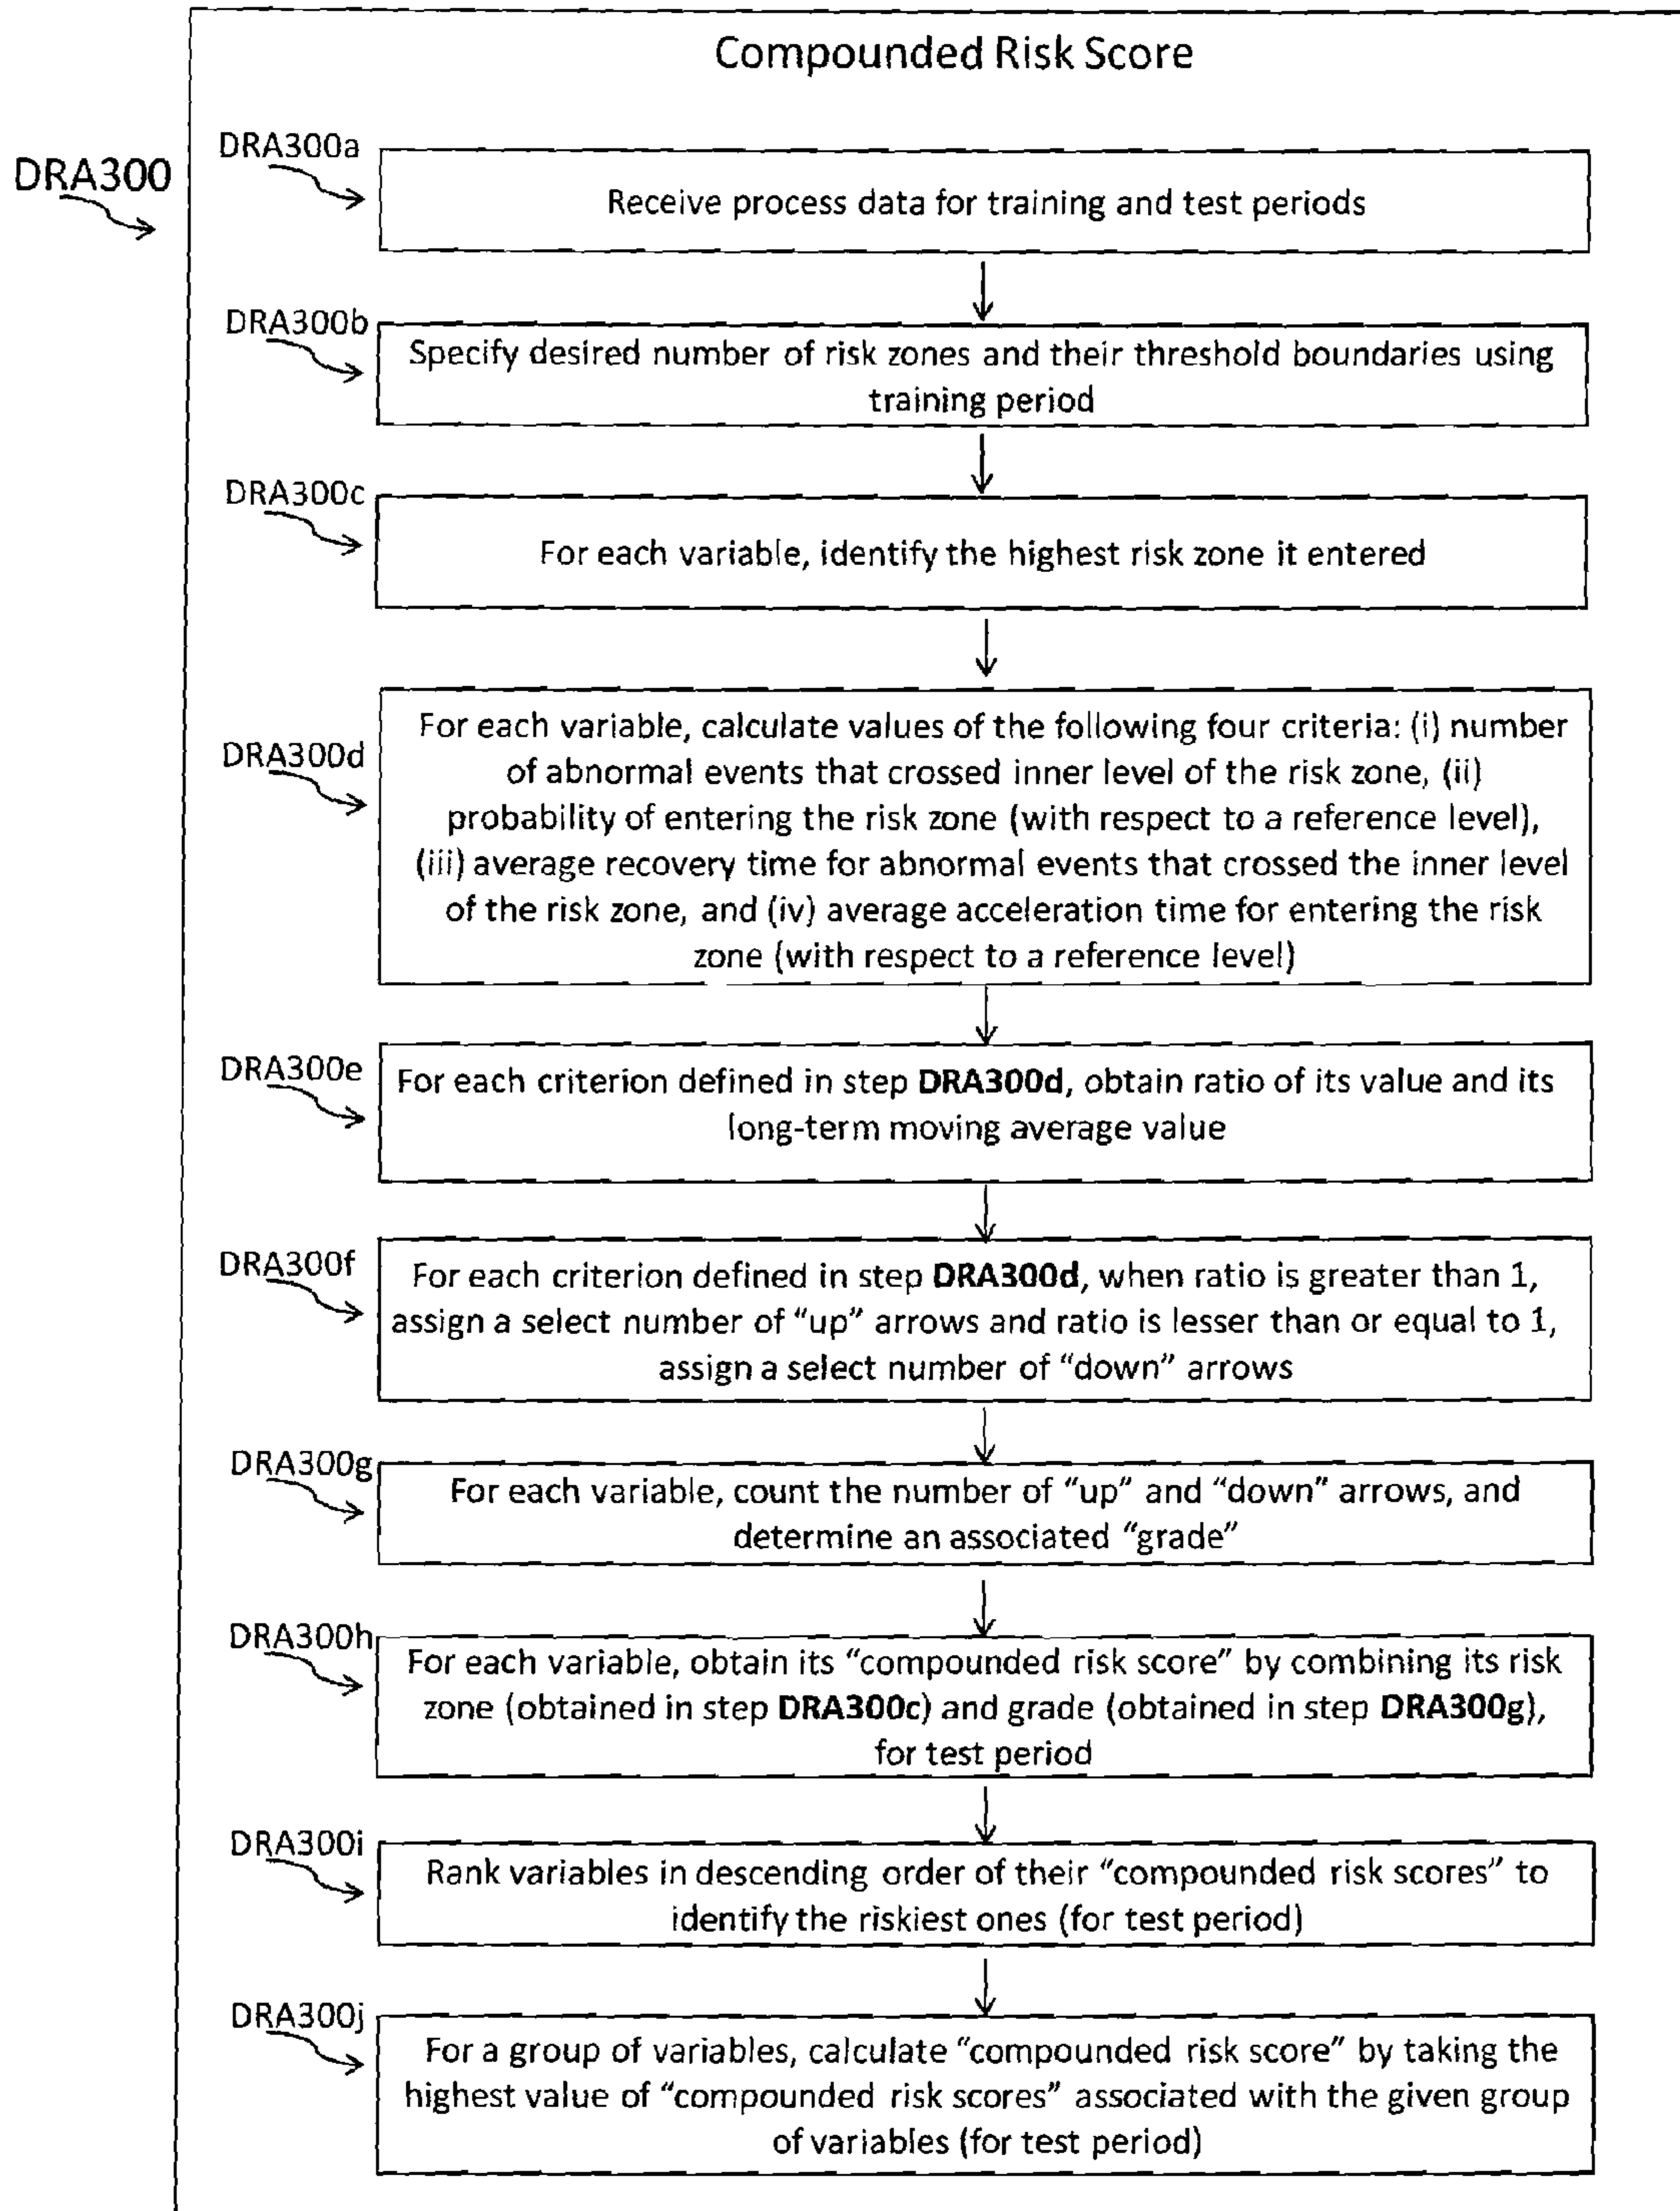 Compounded Risk Score
DRA300
DRA300a
Receive process data for training and test periods
DRA300b
Specify desired number of risk zones and their threshold boundaries using
training period
DRA300c
For each variable, identify the highest risk zone it entered
DRA300d
For each variable, calculate values of the following four criteria: (i) number
of abnormal events that crossed inner level of the risk zone, (ii)
probability of entering the risk zone (with respect to a reference level),
(iii) average recovery time for abnormal events that crossed the inner level
of the risk zone, and (iv) average acceleration time for entering the risk
zone (with respect to a reference level)
DRA300e
For each criterion defined in step DRA300d, obtain ratio of its value and its
long-term moving average value
DRA300f
For each criterion defined in step DRA300d, when ratio is greater than 1,
assign a select number of “up” arrows and ratio is lesser than or equal to 1,
assign a select number of “down” arrows
DRA300g
For each variable, count the number of “up” and “down” arrows, and
determine an associated “grade”
DRA300h
For each variable, obtain its “compounded risk score” by combining its risk
zone (obtained in step DRA300c) and grade (obtained in step DRA300g),
for test period
DRA300i
Rank variables in descending order of their “compounded risk scores” to
identify the riskiest ones (for test period)
DRA300j
For a group of variables, calculate “compounded risk score” by taking the
highest value of “compounded risk scores” associated with the given group
of variables (for test period)